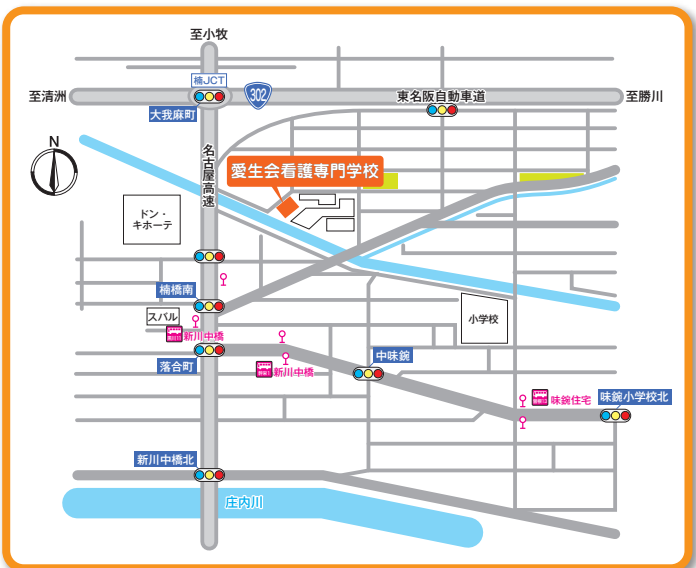 至小牧
楠JCT
302
至清洲
東名阪自動車道
至勝川
大我麻町
N
名古屋高速
愛生会看護専門学校
ドン・
キホーテ
楠橋南
スバル
新川中橋
小学校
落合町
中味鋺
新川中橋
味鋺住宅
味鋺小学校北
新川中橋北
庄内川